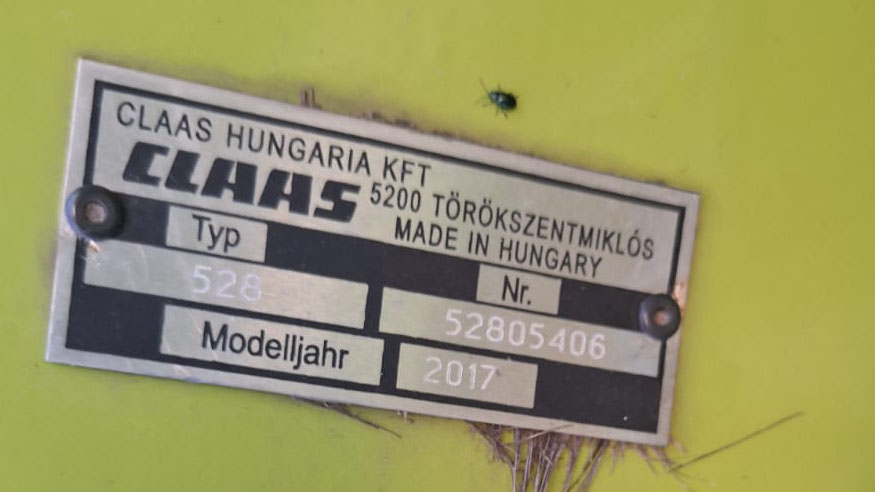 CLAAS HUNGARIA KFT
CLAAS 5200 TÖRÖKSZENTMIKLÓS
MADE IN HUNGARY
Typ
528
Nr.
52805406
Modelljahr 2017